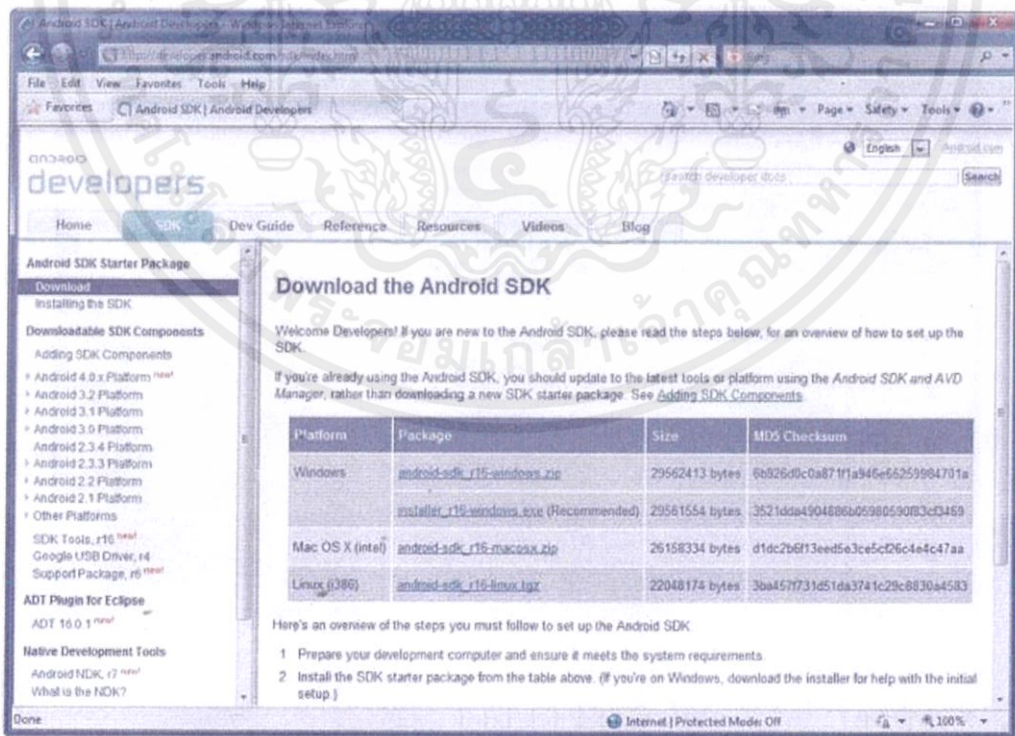 Android SDK | Android Developers - Windows Internet Explorer
http://developer.android.com/sdk/index.html
File Edit View Favorites Tools Help
Favorites Android SDK | Android Developers Page Safety Tools
English Android.com
android
developers
search developer docs Search
Home SDK Dev Guide Reference Resources Videos Blog
Android SDK Starter Package
Download
Installing the SDK
Downloadable SDK Components
Adding SDK Components
Android 4.0.x Platform new!
Android 3.2 Platform
Android 3.1 Platform
Android 3.0 Platform
Android 2.3.4 Platform
Android 2.3.3 Platform
Android 2.2 Platform
Android 2.1 Platform
Other Platforms
SDK Tools, r16 new!
Google USB Driver, r4
Support Package, r6 new!
ADT Plugin for Eclipse
ADT 16.0.1 new!
Native Development Tools
Android NDK, r7 new!
What is the NDK?
Download the Android SDK
Welcome Developers! If you are new to the Android SDK, please read the steps below, for an overview of how to set up the
SDK.
If you're already using the Android SDK, you should update to the latest tools or platform using the Android SDK and AVD
Manager, rather than downloading a new SDK starter package. See Adding SDK Components.
Platform Package Size MD5 Checksum
Windows android-sdk_r16-windows.zip 29562413 bytes 6b926d0c0a871f1a946e65259984701a
installer_r16-windows.exe (Recommended) 29561554 bytes 3521dda4904886b05980590f83cf3469
Mac OS X (intel) android-sdk_r16-macosx.zip 26158334 bytes d1dc2b6f13eed5e3ce5cf26c4e4c47aa
Linux (i386) android-sdk_r16-linux.tgz 22048174 bytes 3ba457f731d51da3741c29c8830a4583
Here's an overview of the steps you must follow to set up the Android SDK
1 Prepare your development computer and ensure it meets the system requirements.
2 Install the SDK starter package from the table above. (If you're on Windows, download the installer for help with the initial
setup.)
Done Internet | Protected Mode: Off 100%